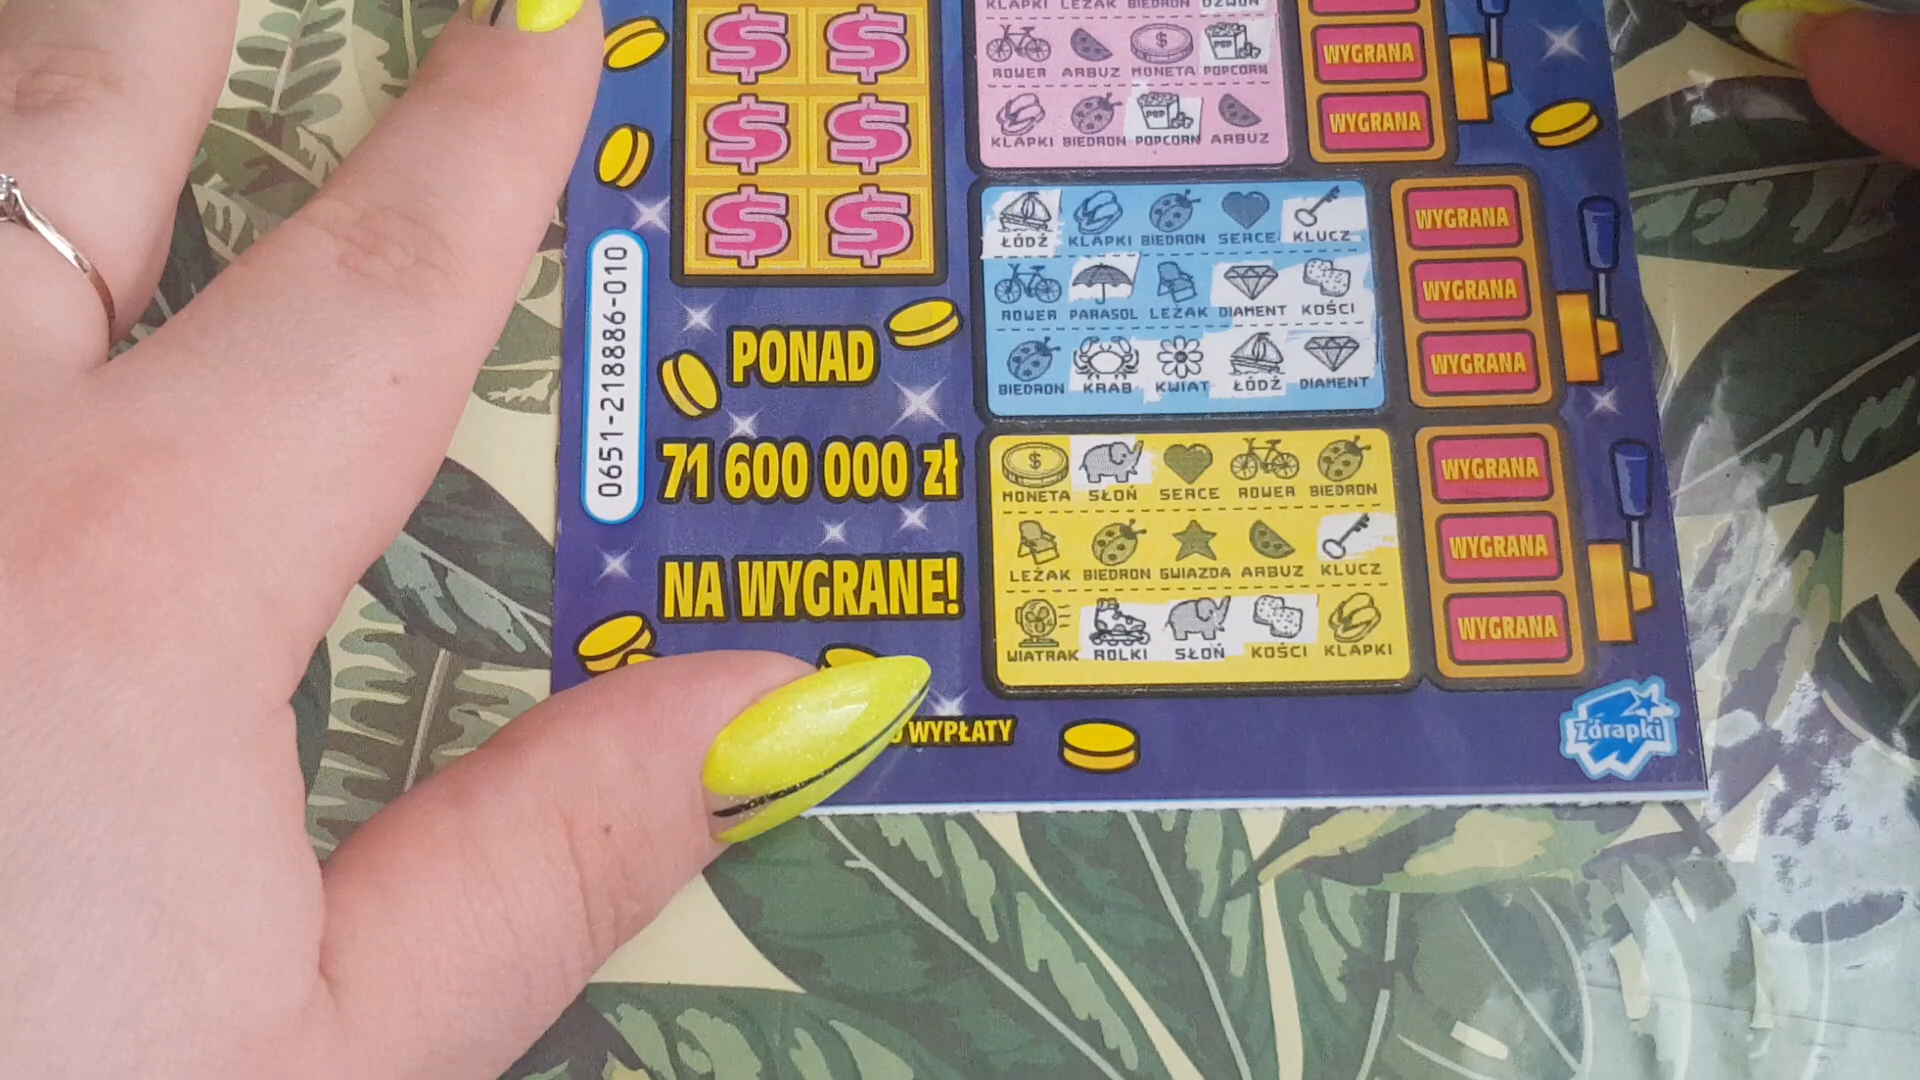 KLAPKI LEŻAK BIEDRON DZWON
ROWER ARBUZ MONETA POPCORN
KLAPKI BIEDRON POPCORN ARBUZ
WYGRANA
WYGRANA
ŁÓDŹ KLAPKI BIEDRON SERCE KLUCZ
ROWER PARASOL LEŻAK DIAMENT KOŚCI
BIEDRON KRAB KWIAT ŁÓDŹ DIAMENT
WYGRANA
WYGRANA
WYGRANA
0651-218886-010
PONAD
71 600 000 zł
NA WYGRANE!
MONETA SŁOŃ SERCE ROWER BIEDRON
LEŻAK BIEDRON GWIAZDA ARBUZ KLUCZ
WIATRAK ROLKI SŁOŃ KOŚCI KLAPKI
WYGRANA
WYGRANA
WYGRANA
WYPŁATY
Zdrapki